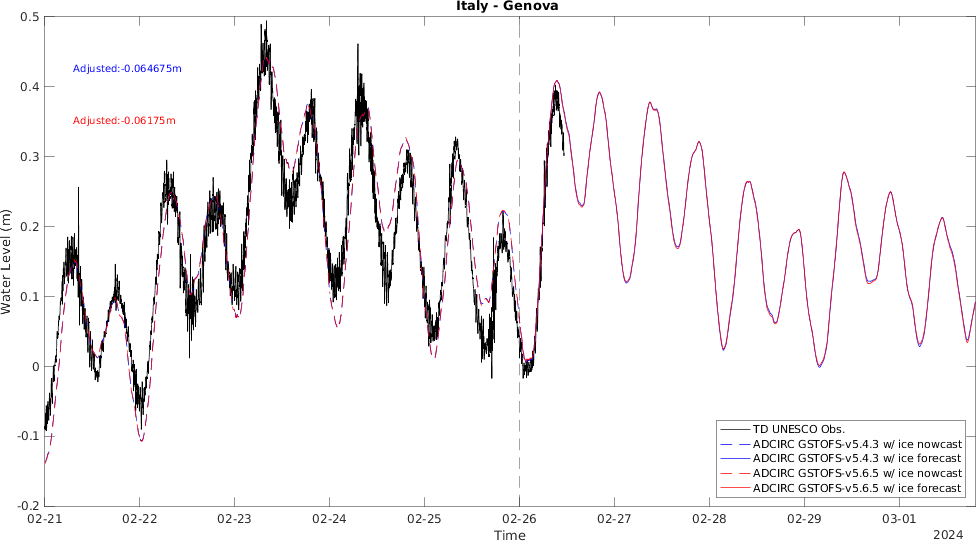 Italy - Genova
0.5
Adjusted:-0.064675m
0.4
Adjusted:-0.06175m
0.3
0.2
0.1
0
-0.1
-0.2
Water Level (m)
TD UNESCO Obs.
ADCIRC GSTOFS-v5.4.3 w/ ice nowcast
ADCIRC GSTOFS-v5.4.3 w/ ice forecast
ADCIRC GSTOFS-v5.6.5 w/ ice nowcast
ADCIRC GSTOFS-v5.6.5 w/ ice forecast
02-21 02-22 02-23 02-24 02-25 02-26 02-27 02-28 02-29 03-01
Time
2024